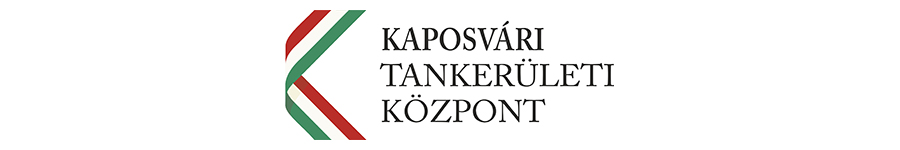 KAPOSVÁRI
TANKERÜLETI
KÖZPONT